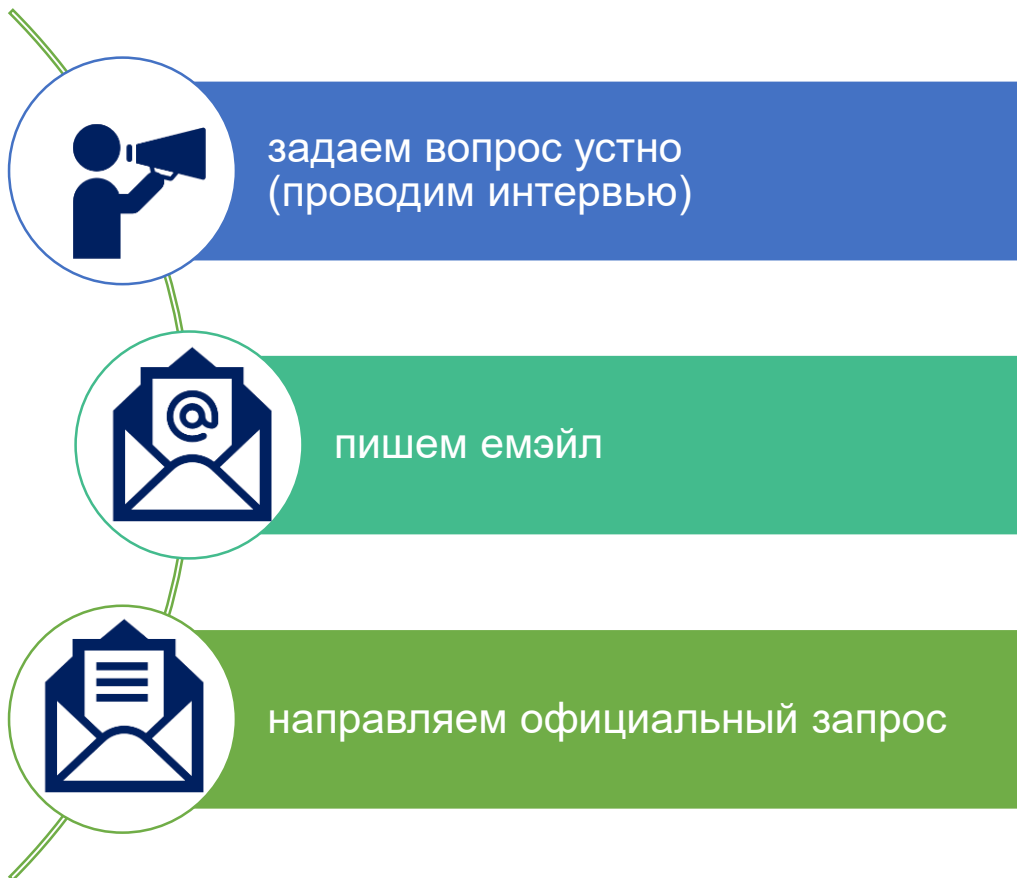 задаем вопрос устно
(проводим интервью)
пишем емэйл
направляем официальный запрос